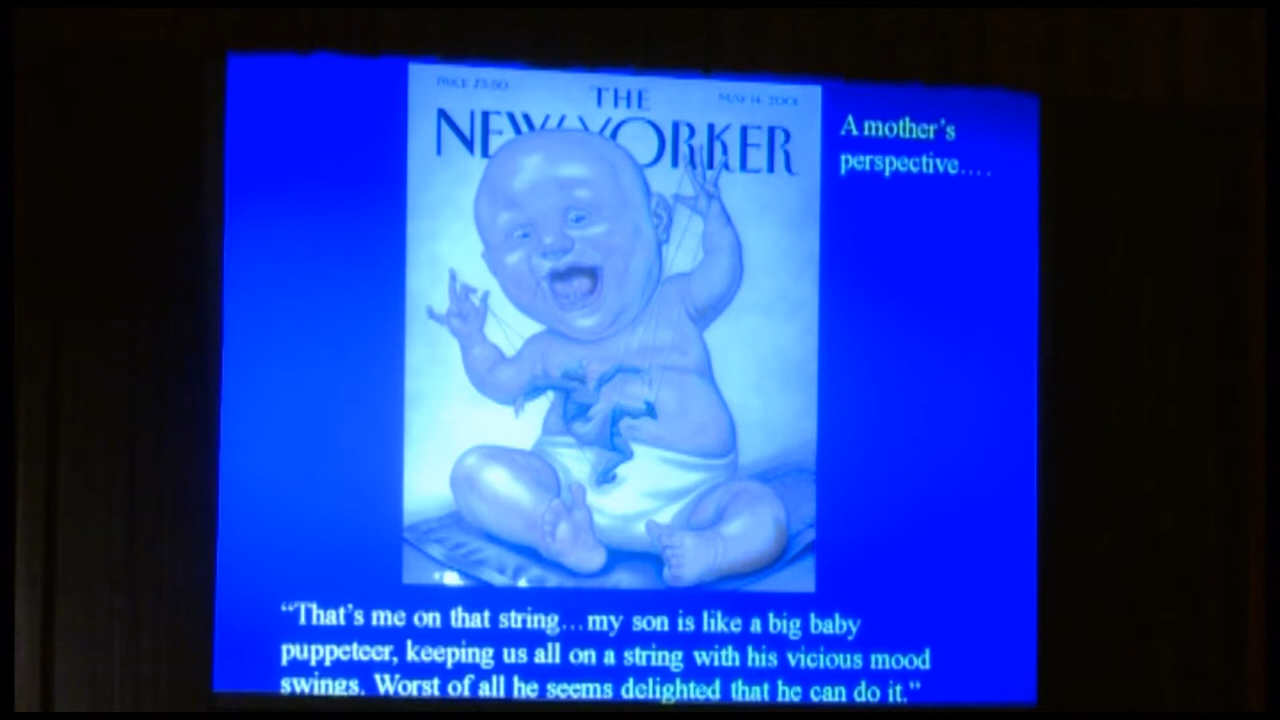 PRICE $3.50
MAY 14, 2001
THE
NEW YORKER
A mother's
perspective….
“That's me on that string…my son is like a big baby
puppeteer, keeping us all on a string with his vicious mood
swings. Worst of all he seems delighted that he can do it.”